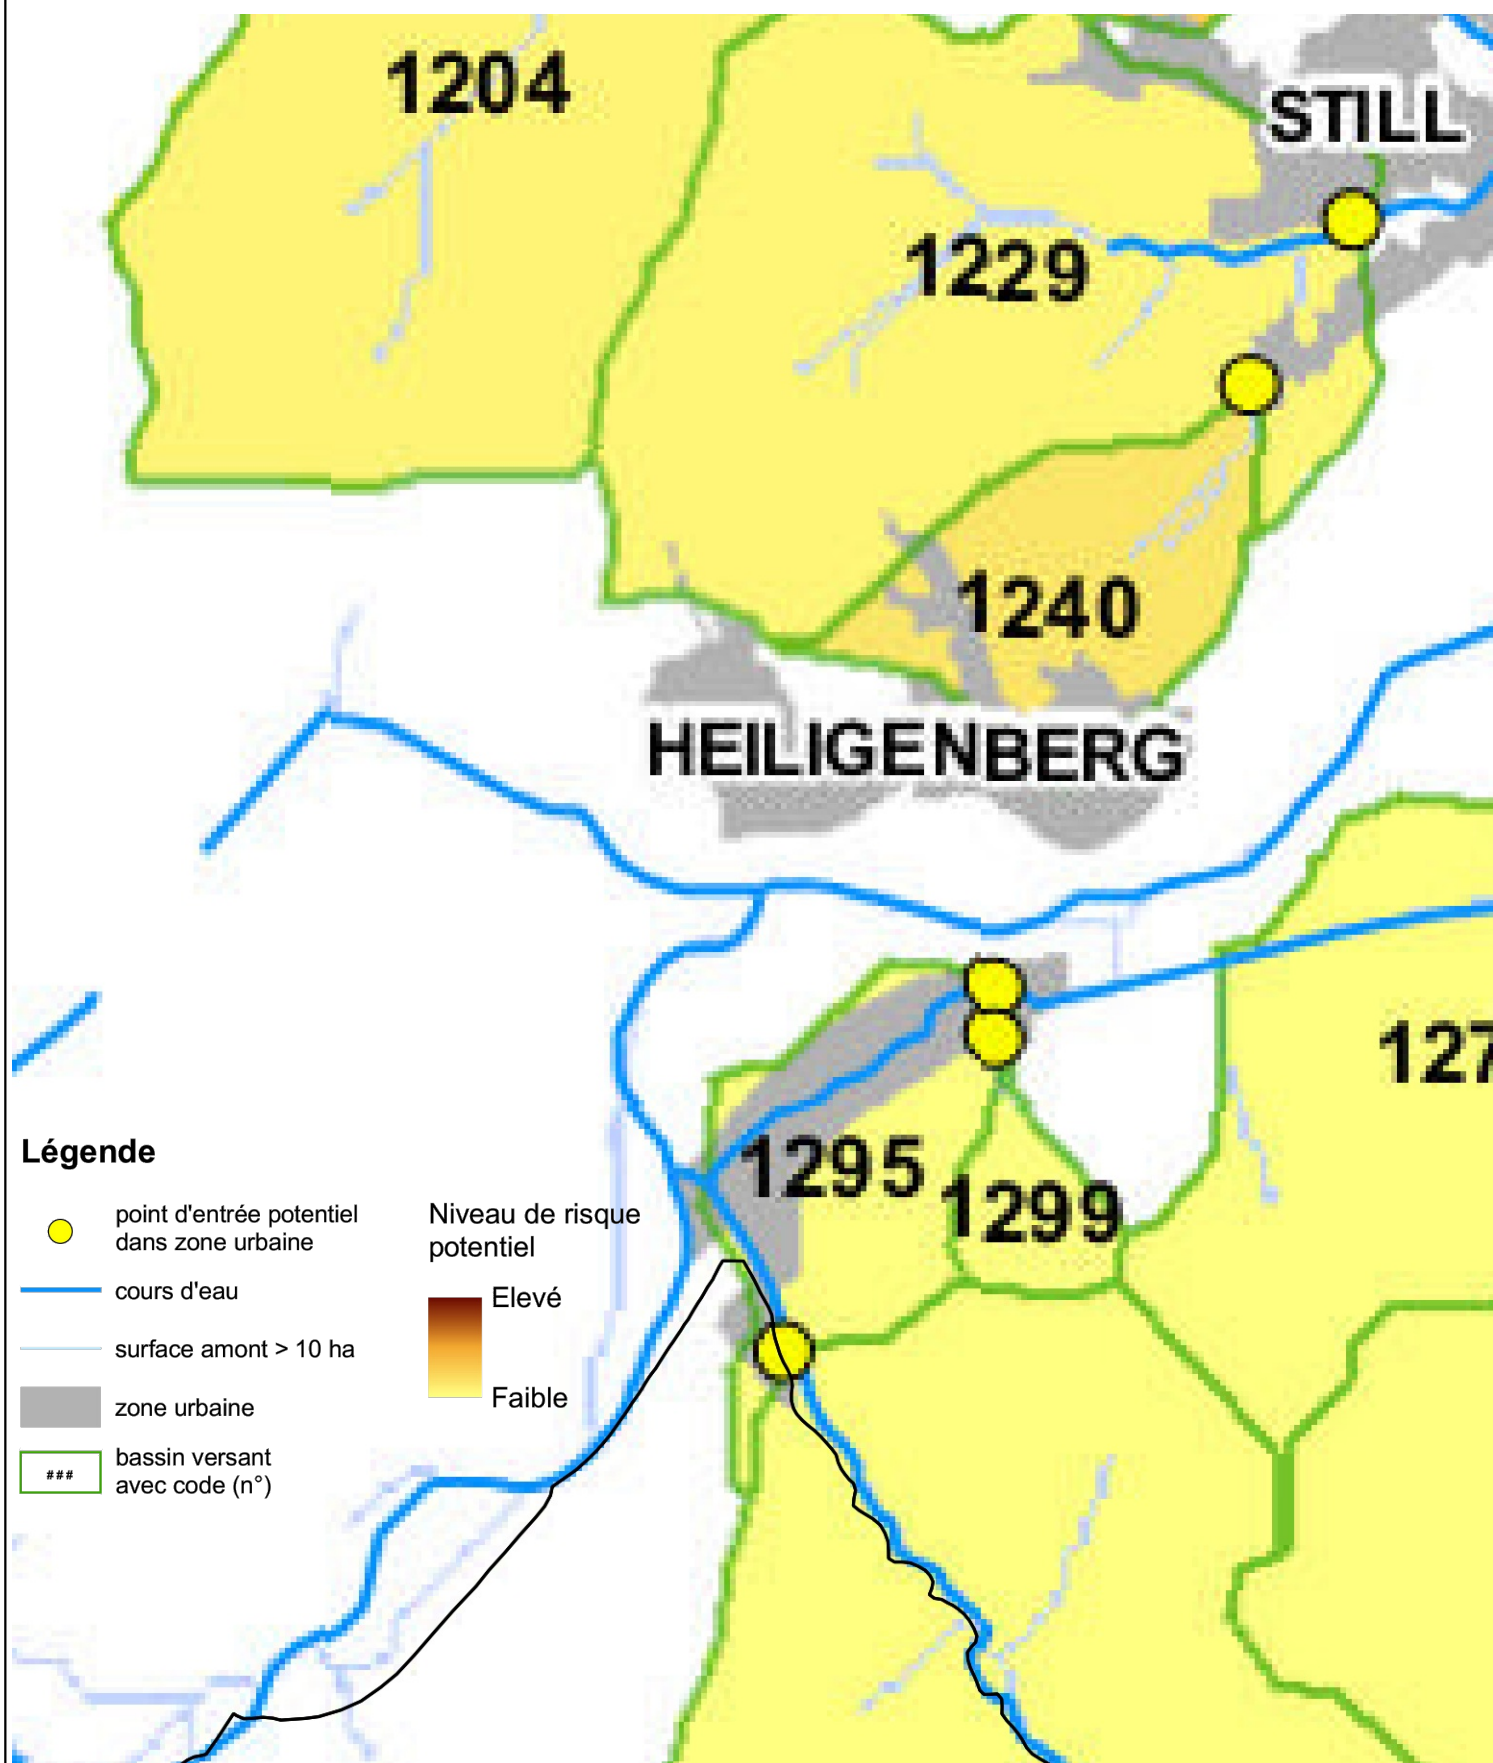 1204
STILL
1229
1240
HEILIGENBERG
127
1295
1299
Légende
point d'entrée potentiel
dans zone urbaine
cours d'eau
surface amont > 10 ha
zone urbaine
###
bassin versant
avec code (n°)
Niveau de risque
potentiel
Elevé
Faible